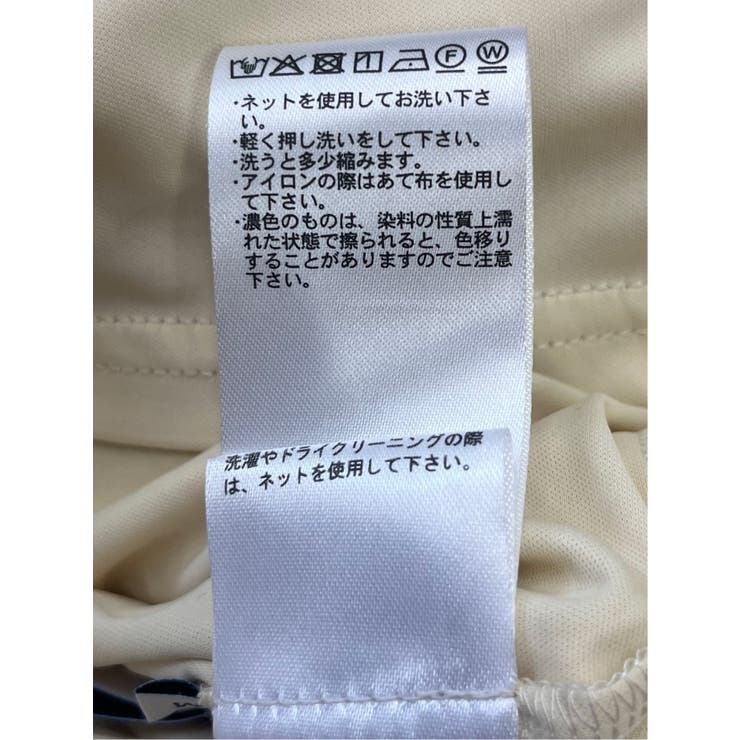 F W
・ネットを使用してお洗い下さ
い。
・軽く押し洗いをして下さい。
・洗うと多少縮みます。
・アイロンの際はあて布を使用し
て下さい。
・濃色のものは、染料の性質上濡
れた状態で擦られると、色移り
することがありますのでご注意
下さい。
洗濯やドライクリーニングの際
は、ネットを使用して下さい。